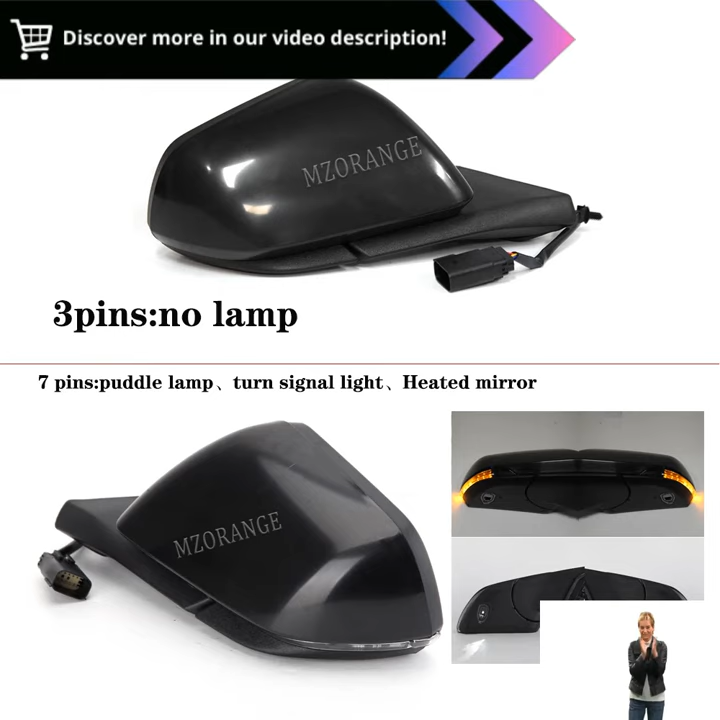 Discover more in our video description!
MZORANGE
3pins:no lamp
7 pins:puddle lamp、turn signal light、Heated mirror
MZORANGE